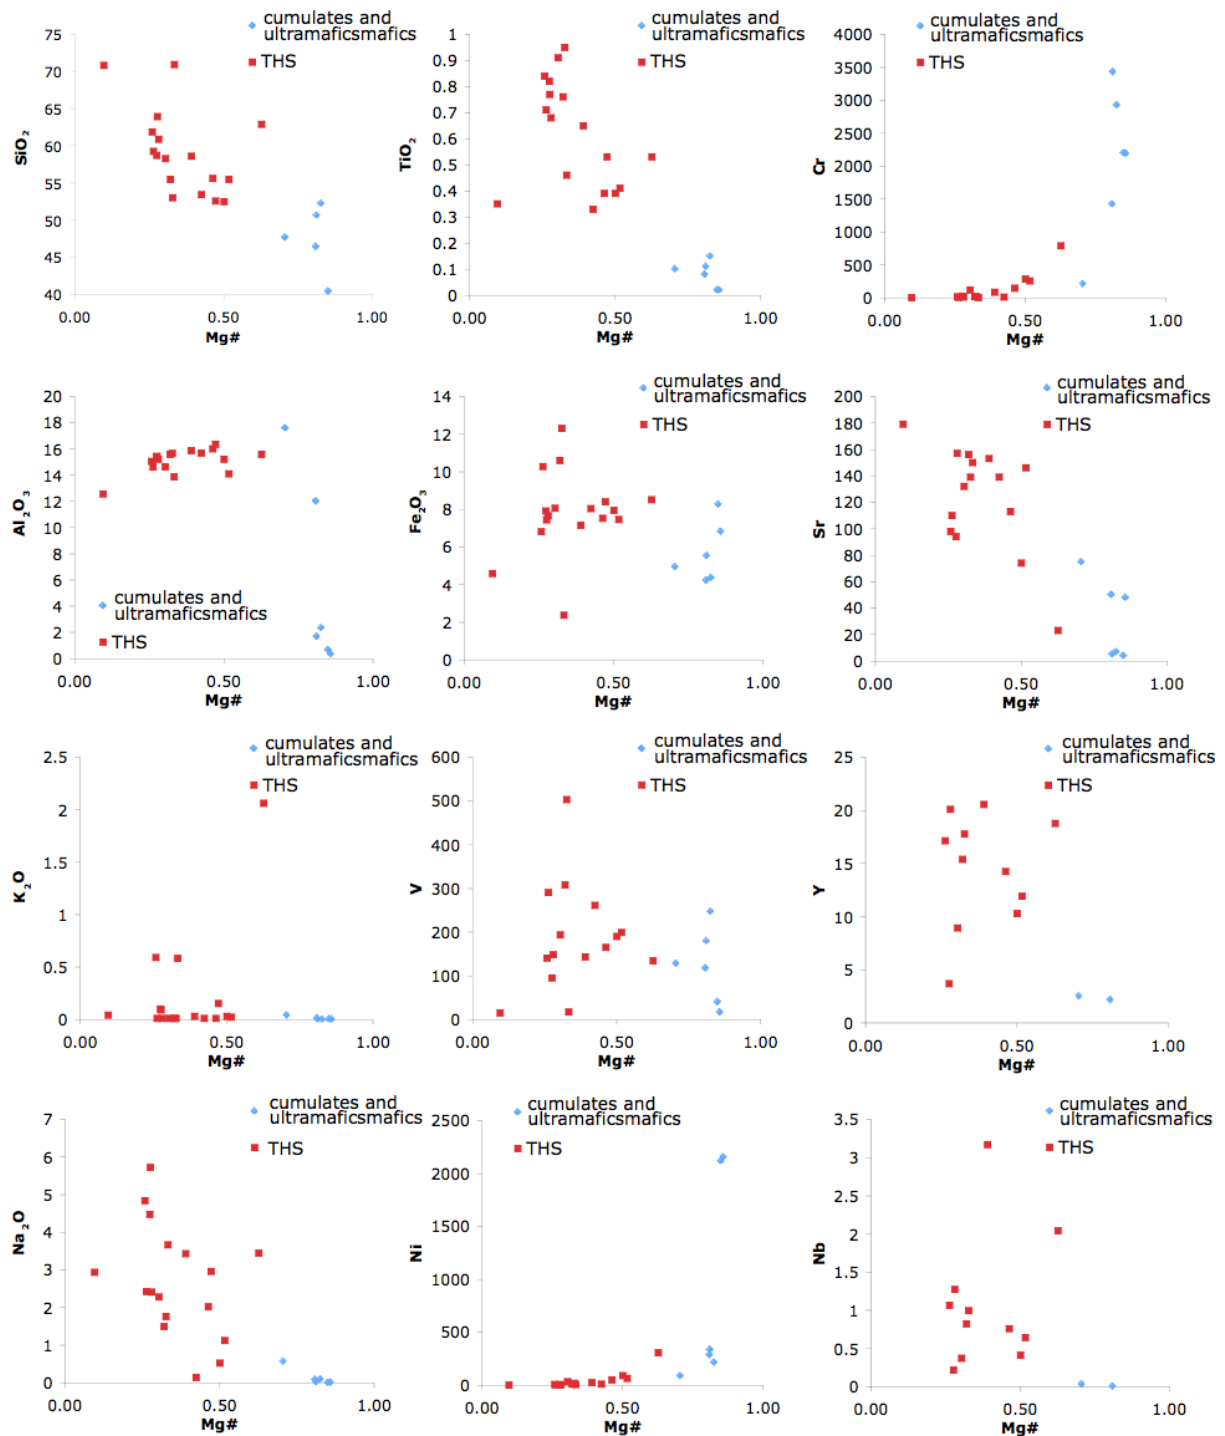 cumulates and
ultramaficsmafics
THS
75
70
65
60
55
50
45
40
SiO2
0.00
0.50
1.00
Mg#
cumulates and
ultramaficsmafics
THS
1
0.9
0.8
0.7
0.6
0.5
0.4
0.3
0.2
0.1
0
TiO2
0.00
0.50
1.00
Mg#
cumulates and
ultramaficsmafics
THS
4000
3500
3000
2500
2000
1500
1000
500
0
Cr
0.00
0.50
1.00
Mg#
20
18
16
14
12
10
8
6
4
2
0
Al2O3
cumulates and
ultramaficsmafics
THS
0.00
0.50
1.00
Mg#
cumulates and
ultramaficsmafics
THS
14
12
10
8
6
4
2
0
Fe2O3
0.00
0.50
1.00
Mg#
cumulates and
ultramaficsmafics
THS
200
180
160
140
120
100
80
60
40
20
0
Sr
0.00
0.50
1.00
Mg#
cumulates and
ultramaficsmafics
THS
2.5
2
1.5
1
0.5
0
K2O
0.00
0.50
1.00
Mg#
cumulates and
ultramaficsmafics
THS
600
500
400
300
200
100
0
V
0.00
0.50
1.00
Mg#
cumulates and
ultramaficsmafics
THS
25
20
15
10
5
0
Y
0.00
0.50
1.00
Mg#
cumulates and
ultramaficsmafics
THS
7
6
5
4
3
2
1
0
Na2O
0.00
0.50
1.00
Mg#
cumulates and
ultramaficsmafics
THS
2500
2000
1500
1000
500
0
Ni
0.00
0.50
1.00
Mg#
cumulates and
ultramaficsmafics
THS
3.5
3
2.5
2
1.5
1
0.5
0
Nb
0.00
0.50
1.00
Mg#